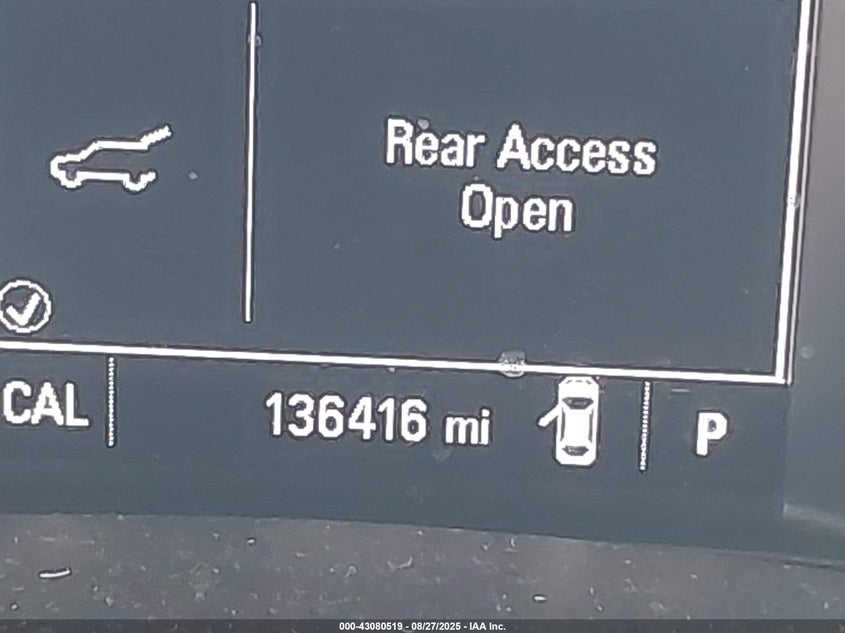 Rear Access
Open
CAL
136416 mi
P
000-43080519 - 08/27/2025 - IAA Inc.